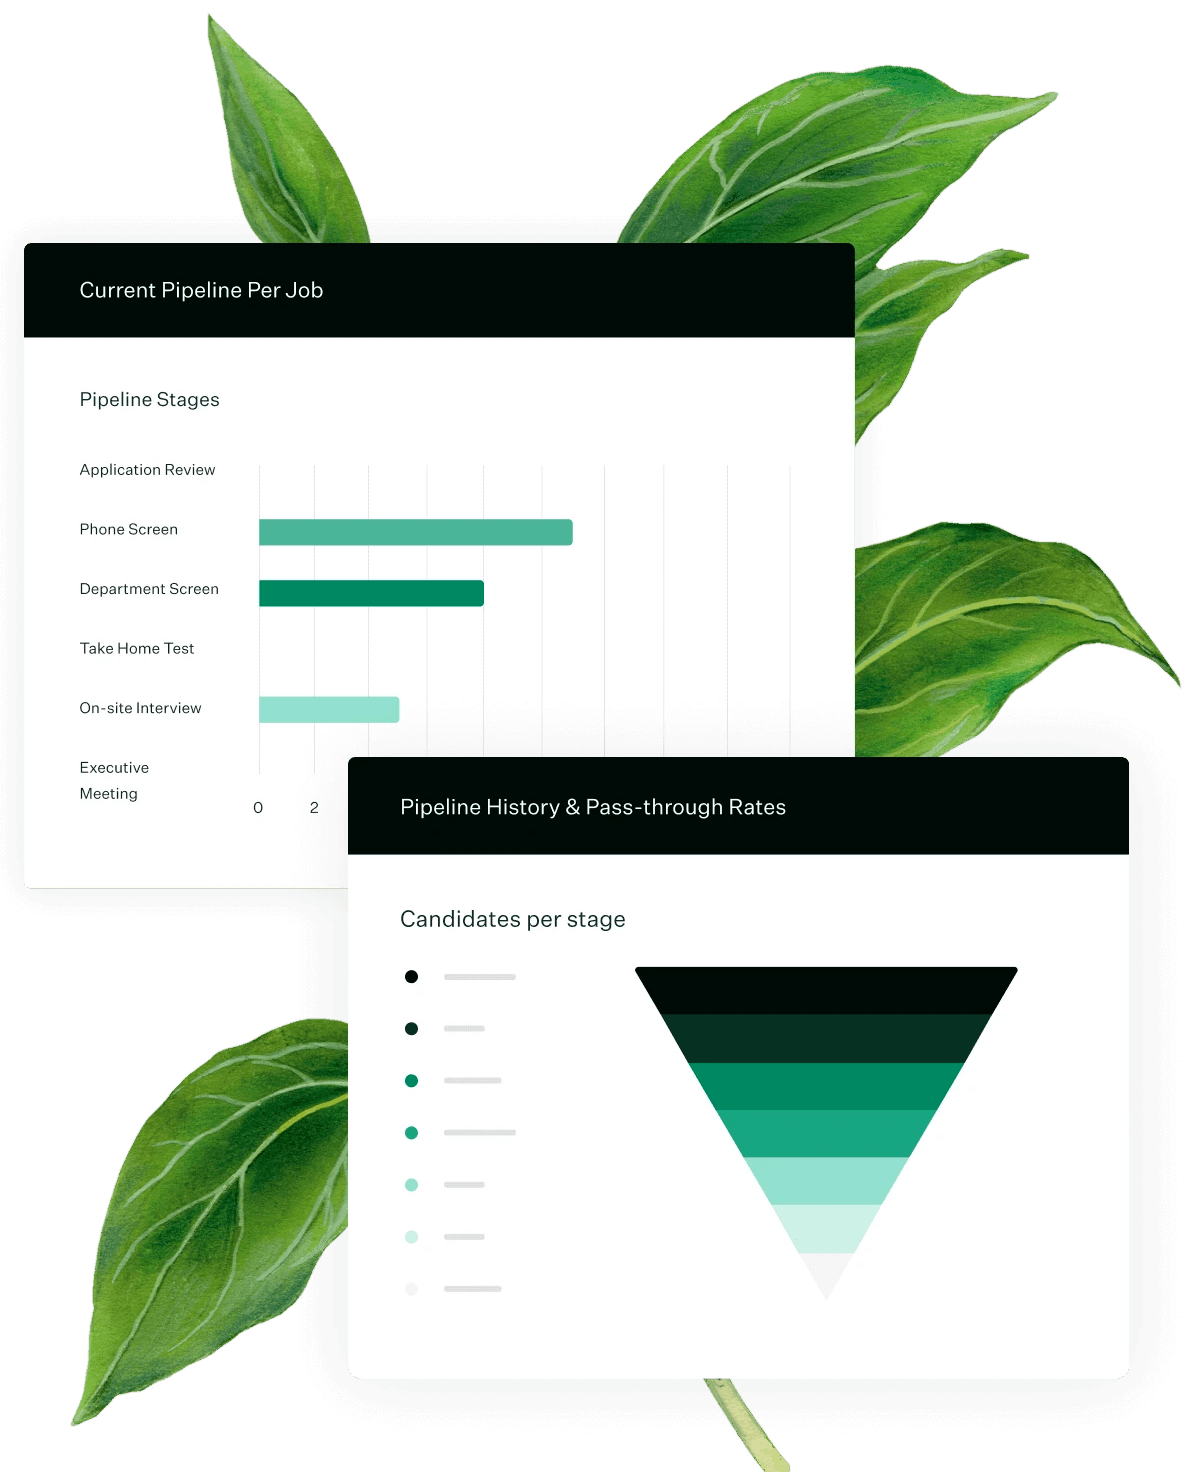 Current Pipeline Per Job
Pipeline Stages
Application Review
Phone Screen
Department Screen
Take Home Test
On-site Interview
Executive
Meeting
0 2
Pipeline History & Pass-through Rates
Candidates per stage